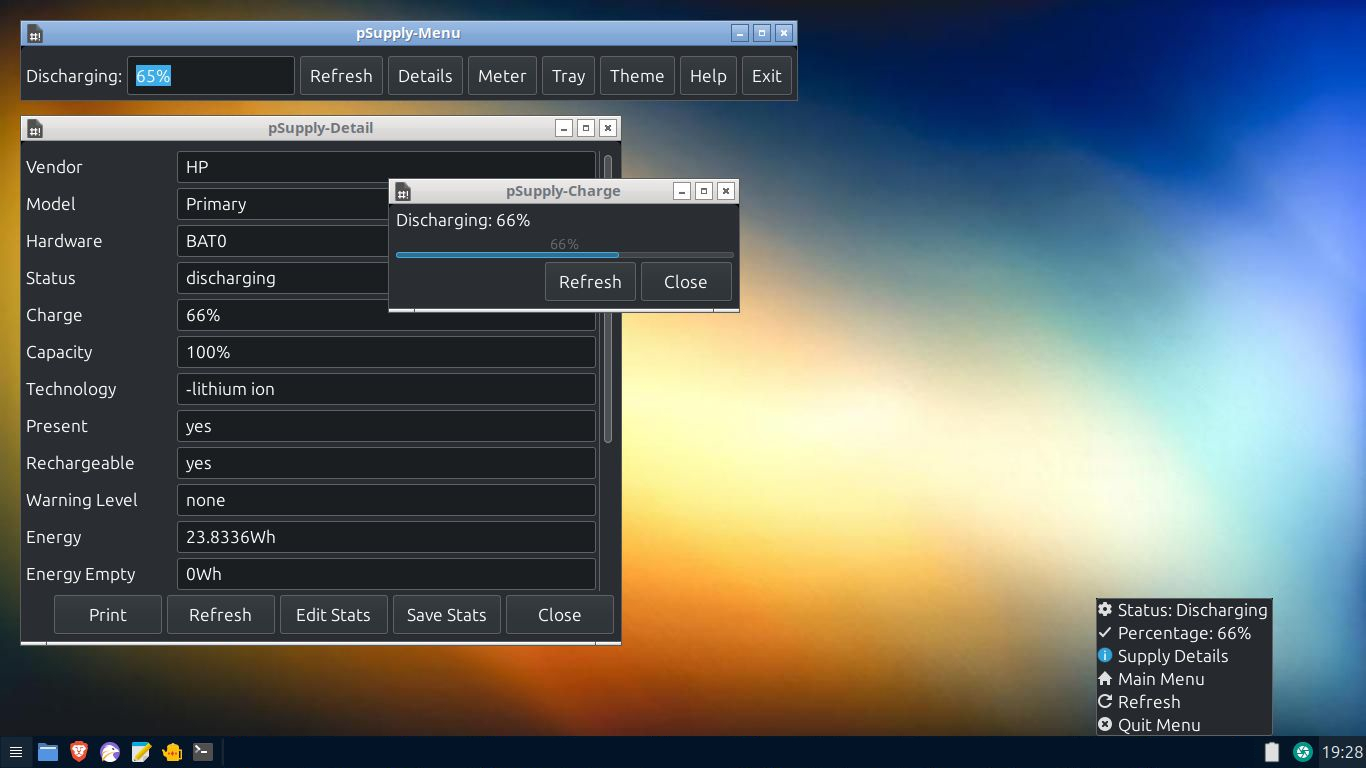 pSupply-Menu
Discharging: 65% Refresh Details Meter Tray Theme Help Exit
pSupply-Detail
Vendor HP
Model Primary
Hardware BAT0
Status discharging
Charge 66%
Capacity 100%
Technology -lithium ion
Present yes
Rechargeable yes
Warning Level none
Energy 23.8336Wh
Energy Empty 0Wh
Print Refresh Edit Stats Save Stats Close
pSupply-Charge
Discharging: 66%
66%
Refresh Close
Status: Discharging
Percentage: 66%
Supply Details
Main Menu
Refresh
Quit Menu
19:28